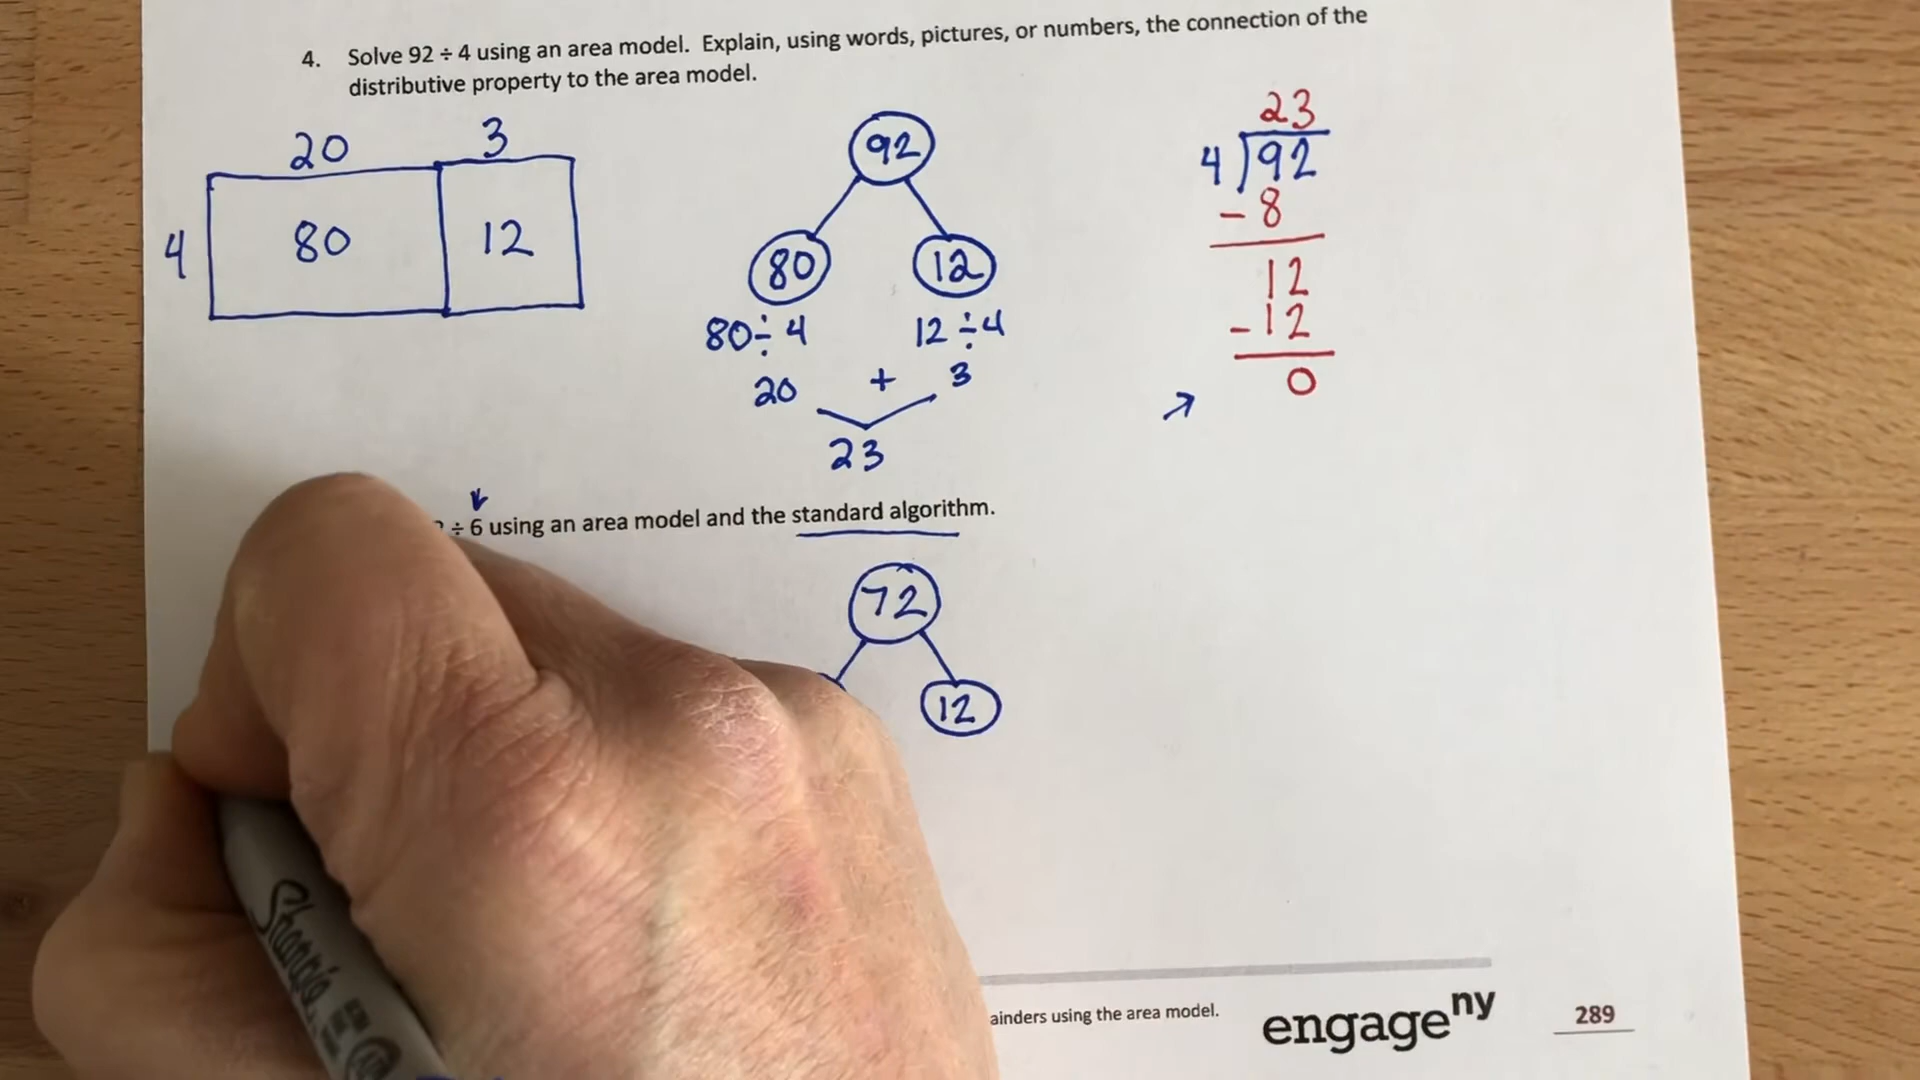 4. Solve 92 ÷ 4 using an area model. Explain, using words, pictures, or numbers, the connection of the
distributive property to the area model.
20 3
4 80 12
92
80 12
80÷4 12÷4
20 + 3
23
23
4)92
-8
12
-12
0
÷ 6 using an area model and the standard algorithm.
72
12
ainders using the area model.
engageny
289
Sharpie